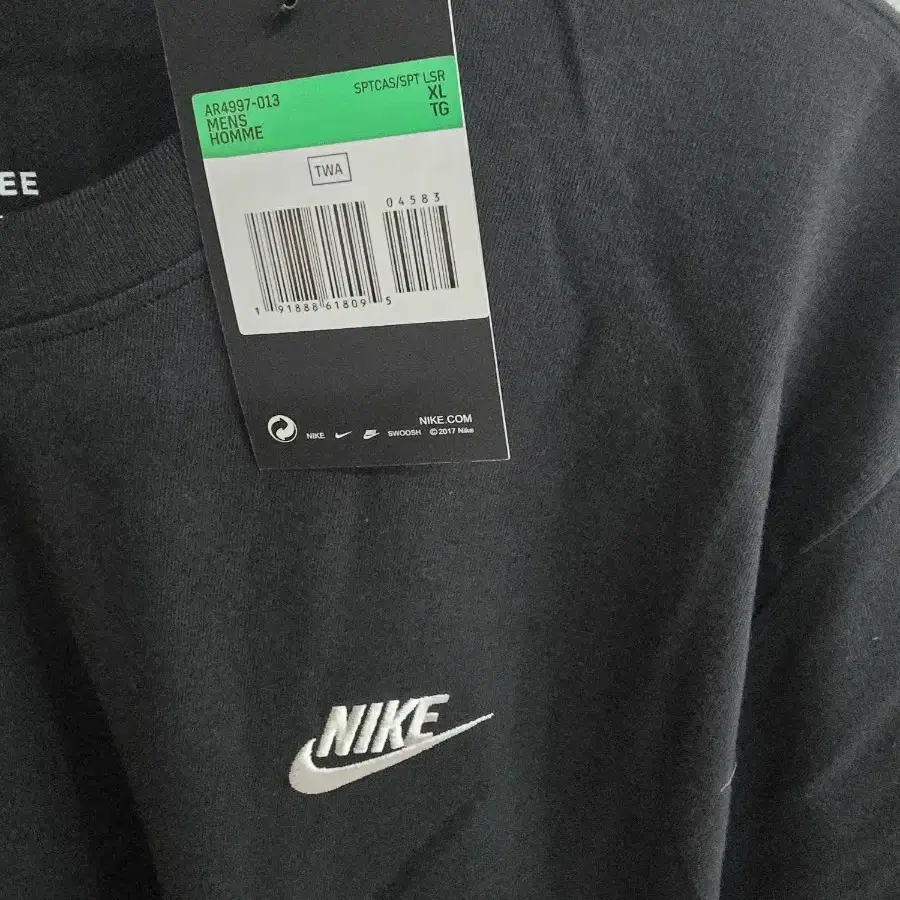 SPTCAS/SPT LSR
AR4997-013
XL
MENS
TG
HOMME
TWA
EE
04583
1 91888 61809 5
NIKE.COM
NIKE SWOOSH ©2017 Nike
NIKE